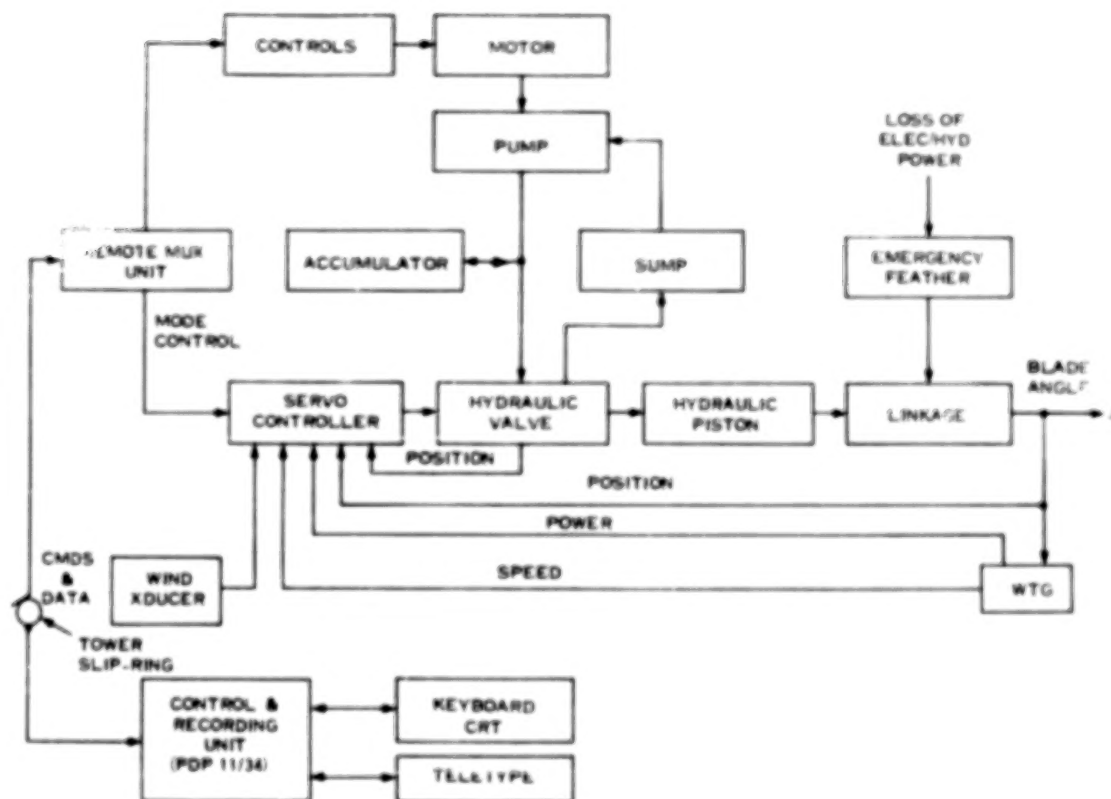 CONTROLS
MOTOR
PUMP
LOSS OF
ELEC/HYD
POWER
REMOTE MUX
UNIT
ACCUMULATOR
SUMP
EMERGENCY
FEATHER
MODE
CONTROL
BLADE
ANGLE
SERVO
CONTROLLER
HYDRAULIC
VALVE
HYDRAULIC
PISTON
LINKAGE
POSITION
POSITION
POWER
CMDS
&
DATA
WIND
XDUCER
SPEED
WTG
TOWER
SLIP-RING
CONTROL &
RECORDING
UNIT
(PDP 11/34)
KEYBOARD
CRT
TELETYPE